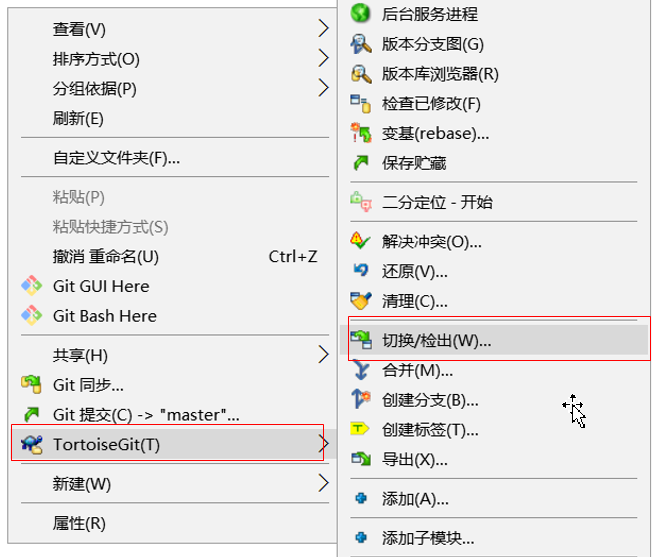 查看(V)
排序方式(O)
分组依据(P)
刷新(E)
自定义文件夹(F)...
粘贴(P)
粘贴快捷方式(S)
撤消 重命名(U) Ctrl+Z
Git GUI Here
Git Bash Here
共享(H)
Git 同步...
Git 提交(C) -> "master"...
TortoiseGit(T)
新建(W)
属性(R)
后台服务进程
版本分支图(G)
版本库浏览器(R)
检查已修改(F)
变基(rebase)...
保存贮藏
二分定位 - 开始
解决冲突(O)...
还原(V)...
清理(C)...
切换/检出(W)...
合并(M)...
创建分支(B)...
创建标签(T)...
导出(X)...
添加(A)...
添加子模块...